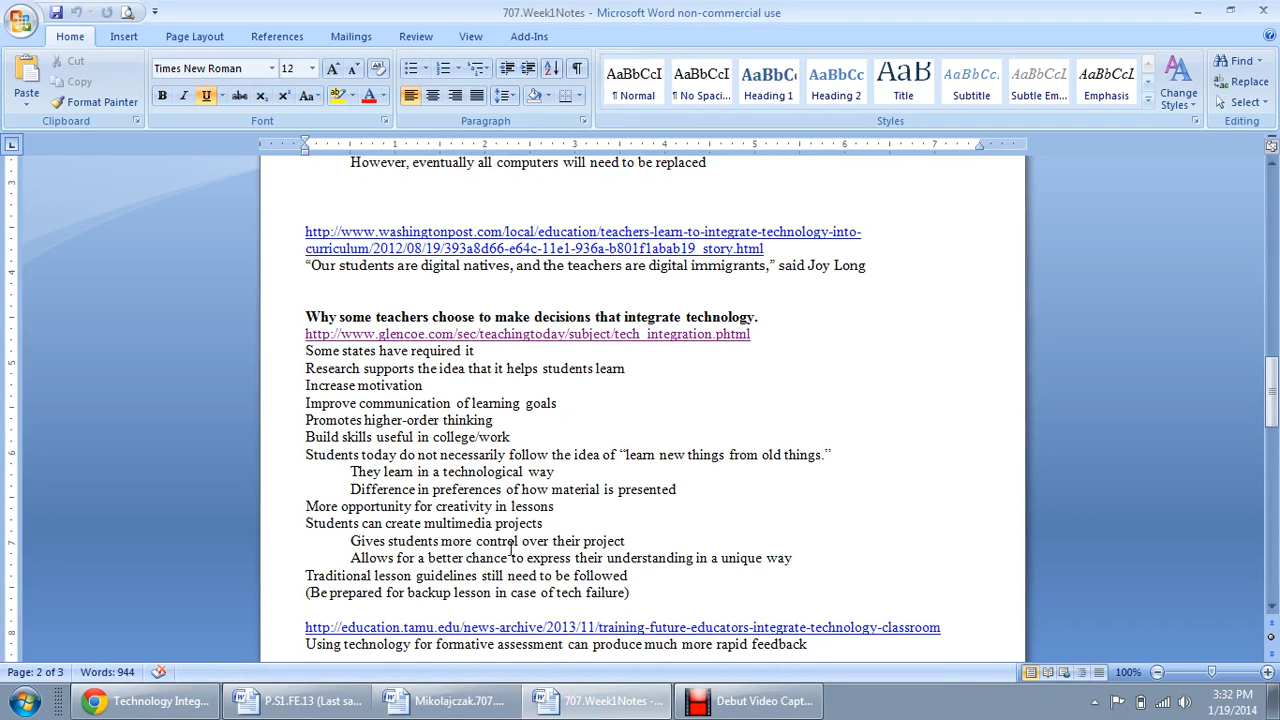 707.Week1Notes - Microsoft Word non-commercial use
Home Insert Page Layout References Mailings Review View Add-Ins
Paste
Cut
Copy
Format Painter
Clipboard
Times New Roman 12
Font
Paragraph
AaBbCcI AaBbCcI AaBbC AaBbCc AaB AaBbCcI AaBbCcI AaBbCcI
¶ Normal ¶ No Spaci... Heading 1 Heading 2 Title Subtitle Subtle Em... Emphasis
Change Styles
Styles
Find
Replace
Select
Editing
However, eventually all computers will need to be replaced
http://www.washingtonpost.com/local/education/teachers-learn-to-integrate-technology-into-
curriculum/2012/08/19/393a8d66-e64c-11e1-936a-b801f1abab19_story.html
“Our students are digital natives, and the teachers are digital immigrants,” said Joy Long
Why some teachers choose to make decisions that integrate technology.
http://www.glencoe.com/sec/teachingtoday/subject/tech_integration.phtml
Some states have required it
Research supports the idea that it helps students learn
Increase motivation
Improve communication of learning goals
Promotes higher-order thinking
Build skills useful in college/work
Students today do not necessarily follow the idea of “learn new things from old things.”
They learn in a technological way
Difference in preferences of how material is presented
More opportunity for creativity in lessons
Students can create multimedia projects
Gives students more control over their project
Allows for a better chance to express their understanding in a unique way
Traditional lesson guidelines still need to be followed
(Be prepared for backup lesson in case of tech failure)
http://education.tamu.edu/news-archive/2013/11/training-future-educators-integrate-technology-classroom
Using technology for formative assessment can produce much more rapid feedback
Page: 2 of 3 Words: 944 100%
Technology Integ... P.S1.FE.13 (Last sa... Mikolajczak.707.... 707.Week1Notes -... Debut Video Capt...
3:32 PM
1/19/2014